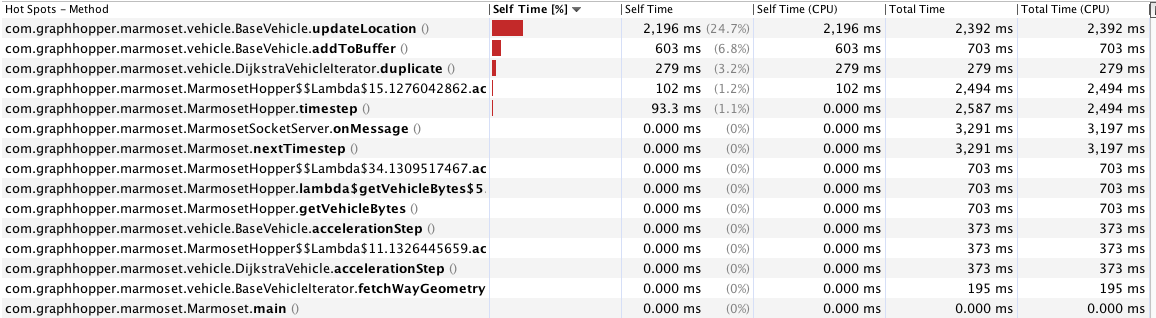 Hot Spots – Method Self Time [%] Self Time Self Time (CPU) Total Time Total Time (CPU)
com.graphhopper.marmoset.vehicle.BaseVehicle.updateLocation () 2,196 ms (24.7%) 2,196 ms 2,392 ms 2,392 ms
com.graphhopper.marmoset.vehicle.BaseVehicle.addToBuffer () 603 ms (6.8%) 603 ms 703 ms 703 ms
com.graphhopper.marmoset.vehicle.DijkstraVehicleIterator.duplicate () 279 ms (3.2%) 279 ms 279 ms 279 ms
com.graphhopper.marmoset.MarmosetHopper$$Lambda$15.1276042862.ac 102 ms (1.2%) 102 ms 2,494 ms 2,494 ms
com.graphhopper.marmoset.MarmosetHopper.timestep () 93.3 ms (1.1%) 0.000 ms 2,587 ms 2,494 ms
com.graphhopper.marmoset.MarmosetSocketServer.onMessage () 0.000 ms (0%) 0.000 ms 3,291 ms 3,197 ms
com.graphhopper.marmoset.Marmoset.nextTimestep () 0.000 ms (0%) 0.000 ms 3,291 ms 3,197 ms
com.graphhopper.marmoset.MarmosetHopper$$Lambda$34.1309517467.ac 0.000 ms (0%) 0.000 ms 703 ms 703 ms
com.graphhopper.marmoset.MarmosetHopper.lambda$getVehicleBytes$5. 0.000 ms (0%) 0.000 ms 703 ms 703 ms
com.graphhopper.marmoset.MarmosetHopper.getVehicleBytes () 0.000 ms (0%) 0.000 ms 703 ms 703 ms
com.graphhopper.marmoset.vehicle.BaseVehicle.accelerationStep () 0.000 ms (0%) 0.000 ms 373 ms 373 ms
com.graphhopper.marmoset.MarmosetHopper$$Lambda$11.1326445659.ac 0.000 ms (0%) 0.000 ms 373 ms 373 ms
com.graphhopper.marmoset.vehicle.DijkstraVehicle.accelerationStep () 0.000 ms (0%) 0.000 ms 373 ms 373 ms
com.graphhopper.marmoset.vehicle.BaseVehicleIterator.fetchWayGeometry 0.000 ms (0%) 0.000 ms 195 ms 195 ms
com.graphhopper.marmoset.Marmoset.main () 0.000 ms (0%) 0.000 ms 0.000 ms 0.000 ms